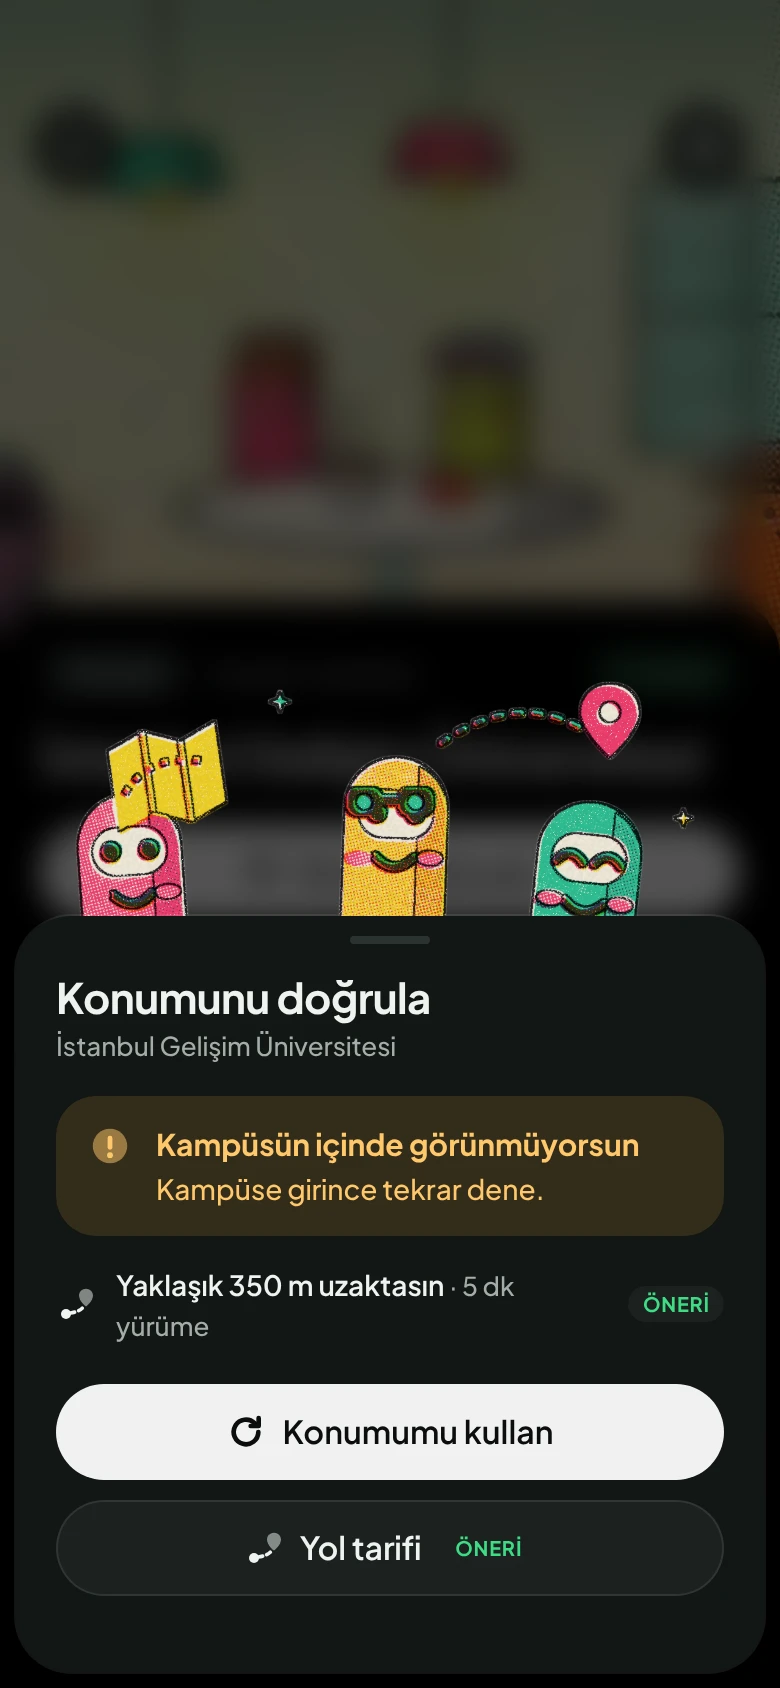 Konumunu doğrula
İstanbul Gelişim Üniversitesi
Kampüsün içinde görünmüyorsun
Kampüse girince tekrar dene.
Yaklaşık 350 m uzaktasın · 5 dk
yürüme
ÖNERİ
Konumumu kullan
Yol tarifi ÖNERİ